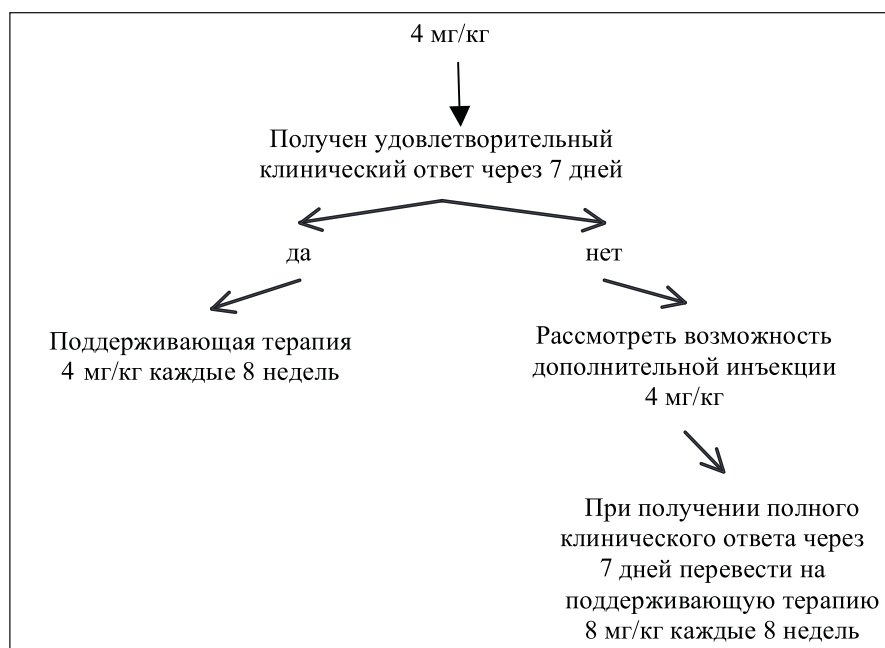 4 мг/кг
Получен удовлетворительный
клинический ответ через 7 дней
да
нет
Поддерживающая терапия
4 мг/кг каждые 8 недель
Рассмотреть возможность
дополнительной инъекции
4 мг/кг
При получении полного
клинического ответа через
7 дней перевести на
поддерживающую терапию
8 мг/кг каждые 8 недель